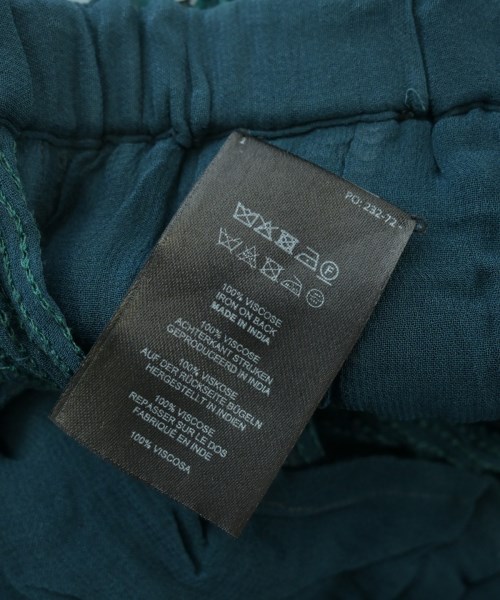 PO: 232-72 -
F
100% VISCOSE
IRON ON BACK
MADE IN INDIA
100% VISCOSE
ACHTERKANT STRIJKEN
GEPRODUCEERD IN INDIA
100% VISKOSE
AUF DER RÜCKSEITE BÜGELN
HERGESTELLT IN INDIEN
100% VISCOSE
REPASSER SUR LE DOS
FABRIQUÉ EN INDE
100% VISCOSA